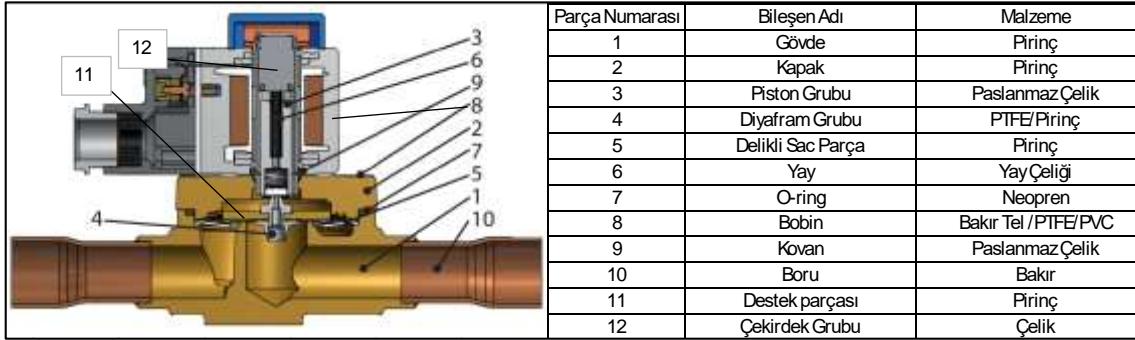 12
11
4
3
6
9
8
2
7
5
1
10
Parça Numarası Bileşen Adı Malzeme
1 Gövde Pirinç
2 Kapak Pirinç
3 Piston Grubu Paslanmaz Çelik
4 Diyafram Grubu PTFE/Pirinç
5 Delikli Sac Parça Pirinç
6 Yay Yay Çeliği
7 O-ring Neopren
8 Bobin Bakır Tel / PTFE/ PVC
9 Kovan Paslanmaz Çelik
10 Boru Bakır
11 Destek parçası Pirinç
12 Çekirdek Grubu Çelik